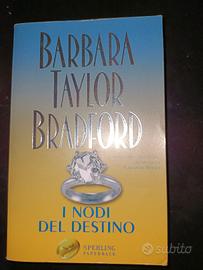 BARBARA
TAYLOR
BRADFORD
I NODI
DEL DESTINO
SPERLING
PAPERBACK
subito